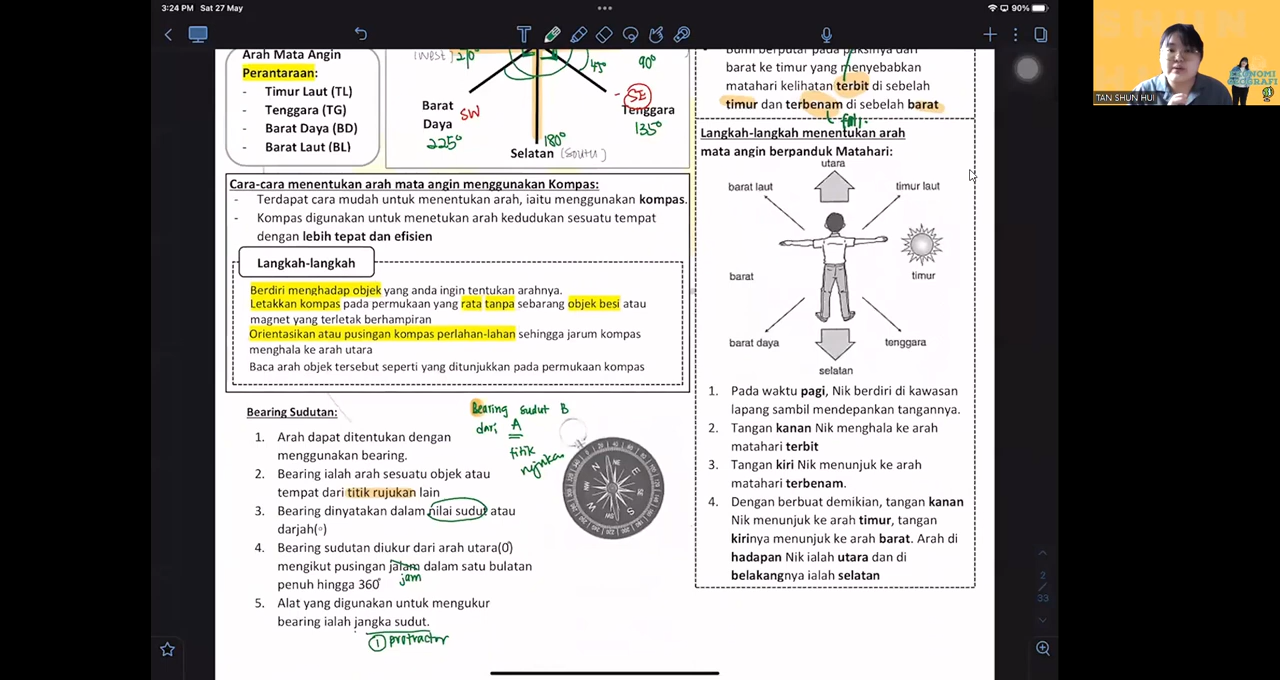 3:24 PM Sat 27 May
90%
Arah Mata Angin
Perantaraan:
- Timur Laut (TL)
- Tenggara (TG)
- Barat Daya (BD)
- Barat Laut (BL)
(West) 270°
45°
90°
Barat
Daya
SW
225°
180°
Selatan (South)
- SE
Tenggara
135°
Cara-cara menentukan arah mata angin menggunakan Kompas:
- Terdapat cara mudah untuk menentukan arah, iaitu menggunakan kompas.
- Kompas digunakan untuk menetukan arah kedudukan sesuatu tempat
dengan lebih tepat dan efisien
Langkah-langkah
Berdiri menghadap objek yang anda ingin tentukan arahnya.
Letakkan kompas pada permukaan yang rata tanpa sebarang objek besi atau
magnet yang terletak berhampiran
Orientasikan atau pusingan kompas perlahan-lahan sehingga jarum kompas
menghala ke arah utara
Baca arah objek tersebut seperti yang ditunjukkan pada permukaan kompas
Bearing Sudutan:
1. Arah dapat ditentukan dengan
menggunakan bearing.
2. Bearing ialah arah sesuatu objek atau
tempat dari titik rujukan lain
3. Bearing dinyatakan dalam nilai sudut atau
darjah(°)
4. Bearing sudutan diukur dari arah utara(0°)
mengikut pusingan jalam dalam satu bulatan
jam
penuh hingga 360°
5. Alat yang digunakan untuk mengukur
bearing ialah jangka sudut.
① protractor
Bearing sudut B
dari A
titik
rujukan
N
NE
E
SE
S
SW
W
NW
Bumi berputar pada paksinya dari
barat ke timur yang menyebabkan
matahari kelihatan terbit di sebelah
timur dan terbenam di sebelah barat
fall.
Langkah-langkah menentukan arah
mata angin berpanduk Matahari:
utara
barat laut
timur laut
barat
timur
barat daya
tenggara
selatan
1. Pada waktu pagi, Nik berdiri di kawasan
lapang sambil mendepankan tangannya.
2. Tangan kanan Nik menghala ke arah
matahari terbit
3. Tangan kiri Nik menunjuk ke arah
matahari terbenam.
4. Dengan berbuat demikian, tangan kanan
Nik menunjuk ke arah timur, tangan
kirinya menunjuk ke arah barat. Arah di
hadapan Nik ialah utara dan di
belakangnya ialah selatan
2
/
33
TAN SHUN HUI
EKONOMI
GEOGRAFI